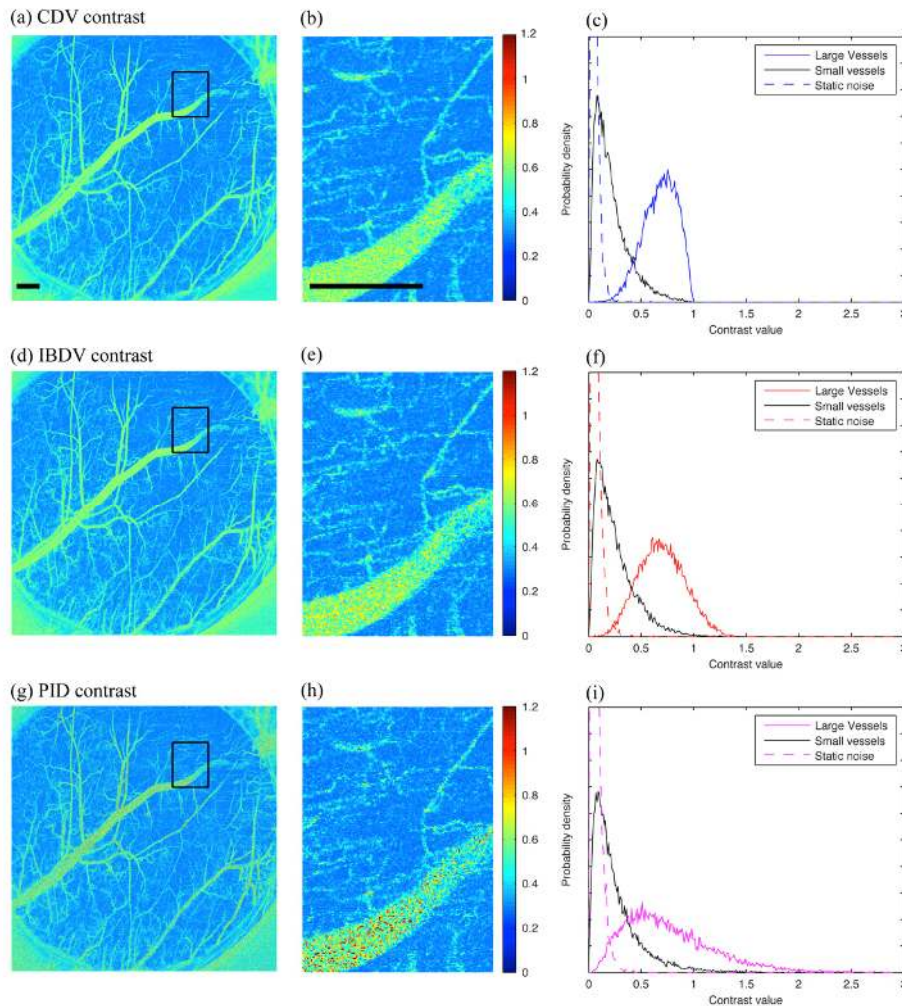 (a) CDV contrast
(b)
(c)
1.2
1
0.8
0.6
0.4
0.2
0
Probability density
Large Vessels
Small vessels
Static noise
0 0.5 1 1.5 2 2.5 3
Contrast value
(d) IBDV contrast
(e)
(f)
1.2
1
0.8
0.6
0.4
0.2
0
Probability density
Large Vessels
Small vessels
Static noise
0 0.5 1 1.5 2 2.5 3
Contrast value
(g) PID contrast
(h)
(i)
1.2
1
0.8
0.6
0.4
0.2
0
Probability density
Large Vessels
Small vessels
Static noise
0 0.5 1 1.5 2 2.5 3
Contrast value